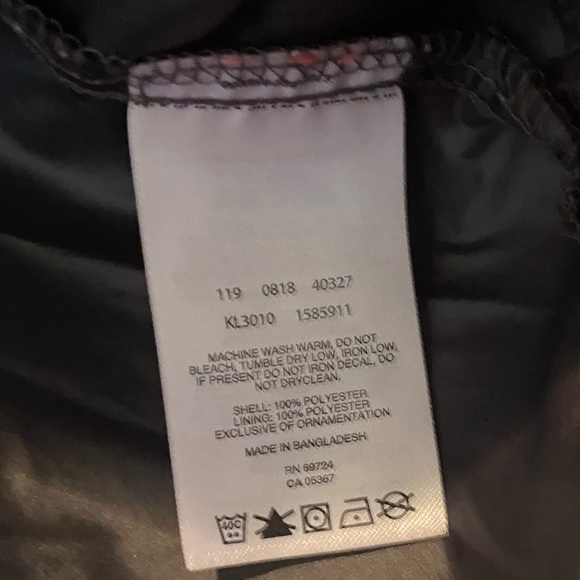 119 0818 40327
KL3010 1585911
MACHINE WASH WARM, DO NOT
BLEACH, TUMBLE DRY LOW, IRON LOW,
IF PRESENT DO NOT IRON DECAL, DO
NOT DRYCLEAN.
SHELL: 100% POLYESTER
LINING: 100% POLYESTER
EXCLUSIVE OF ORNAMENTATION
MADE IN BANGLADESH
RN 69724
CA 05367
40C